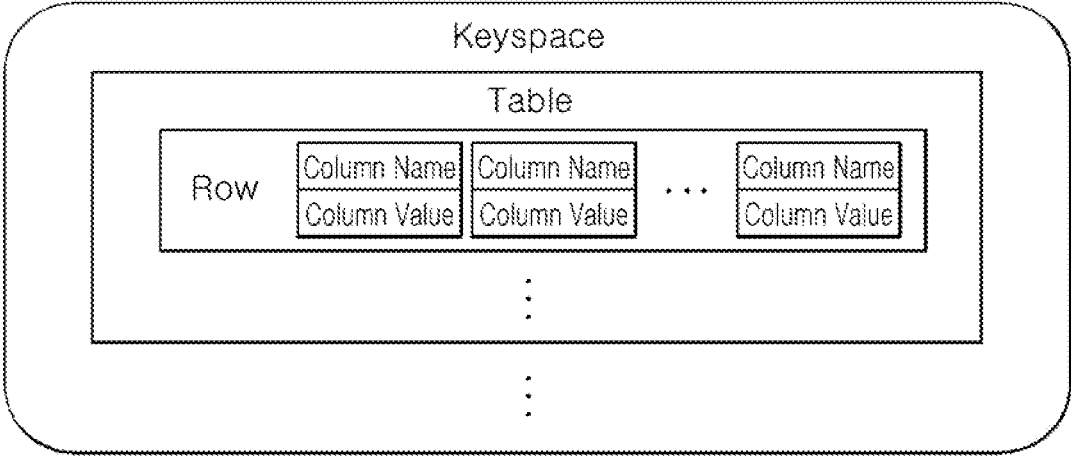 Keyspace
Table
Row
Column Name Column Name ... Column Name
Column Value Column Value Column Value